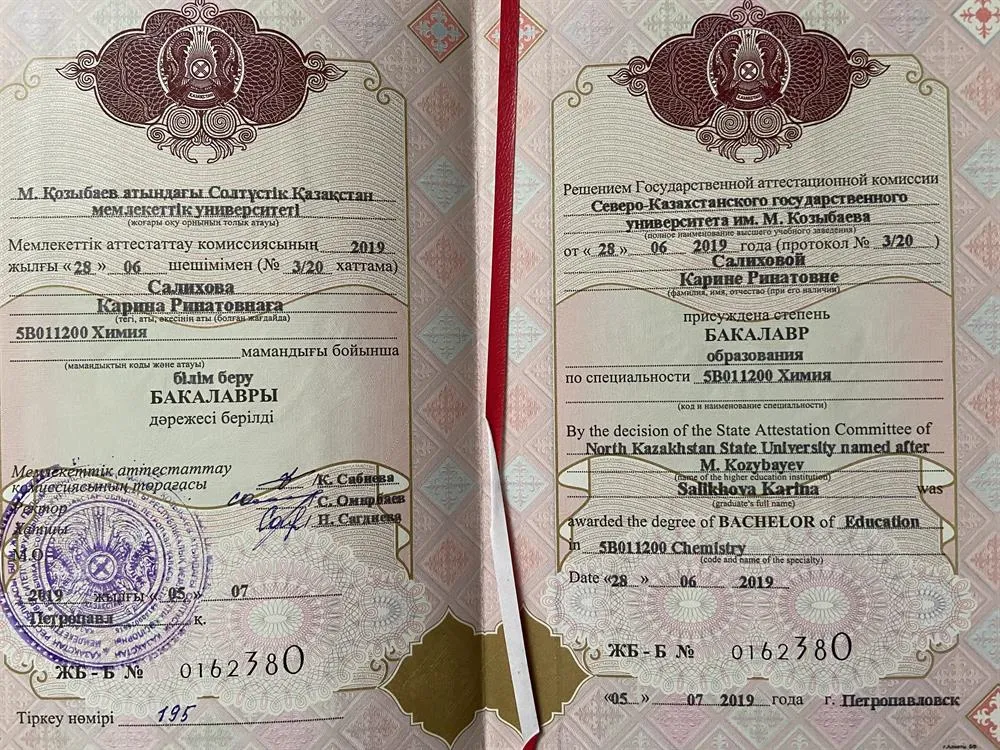 ҚАЗАҚСТАН
М. Қозыбаев атындағы Солтүстік Қазақстан
мемлекеттік университеті
(жоғары оқу орнының толық атауы)
Мемлекеттік аттестаттау комиссиясының 2019
жылғы «28 » 06 шешімімен (№ 3/20 хаттама)
Салихова
Карина Ринатовнаға
(тегі, аты, әкесінің аты (болған жағдайда)
5В011200 Химия
мамандығы бойынша
(мамандықтың коды және атауы)
білім беру
БАКАЛАВРЫ
дәрежесі берілді
Мемлекеттік аттестаттау
комиссиясының төрағасы
К. Сабиева
Ректор
С. Омирбаев
Хатшы
Н. Сагдиева
М.О.
2019 жылғы « 05 » 07
Петропавл қ.
ЖБ - Б № 0162380
Тіркеу нөмірі 195
ҚАЗАҚСТАН
Решением Государственной аттестационной комиссии
Северо-Казахстанского государственного
университета им. М. Козыбаева
(полное наименование высшего учебного заведения)
от « 28 » 06 2019 года (протокол № 3/20 )
Салиховой
Карине Ринатовне
(фамилия, имя, отчество (при его наличии)
присуждена степень
БАКАЛАВР
образования
по специальности 5В011200 Химия
(код и наименование специальности)
By the decision of the State Attestation Committee of
North Kazakhstan State University named after
M. Kozybayev
(name of the higher education institution)
Salikhova Karina was
(graduate's full name)
awarded the degree of BACHELOR of Education
in 5B011200 Chemistry
(code and name of the specialty)
Date «28 » 06 2019
ЖБ - Б № 0162380
«05 » 07 2019 года г. Петропавловск